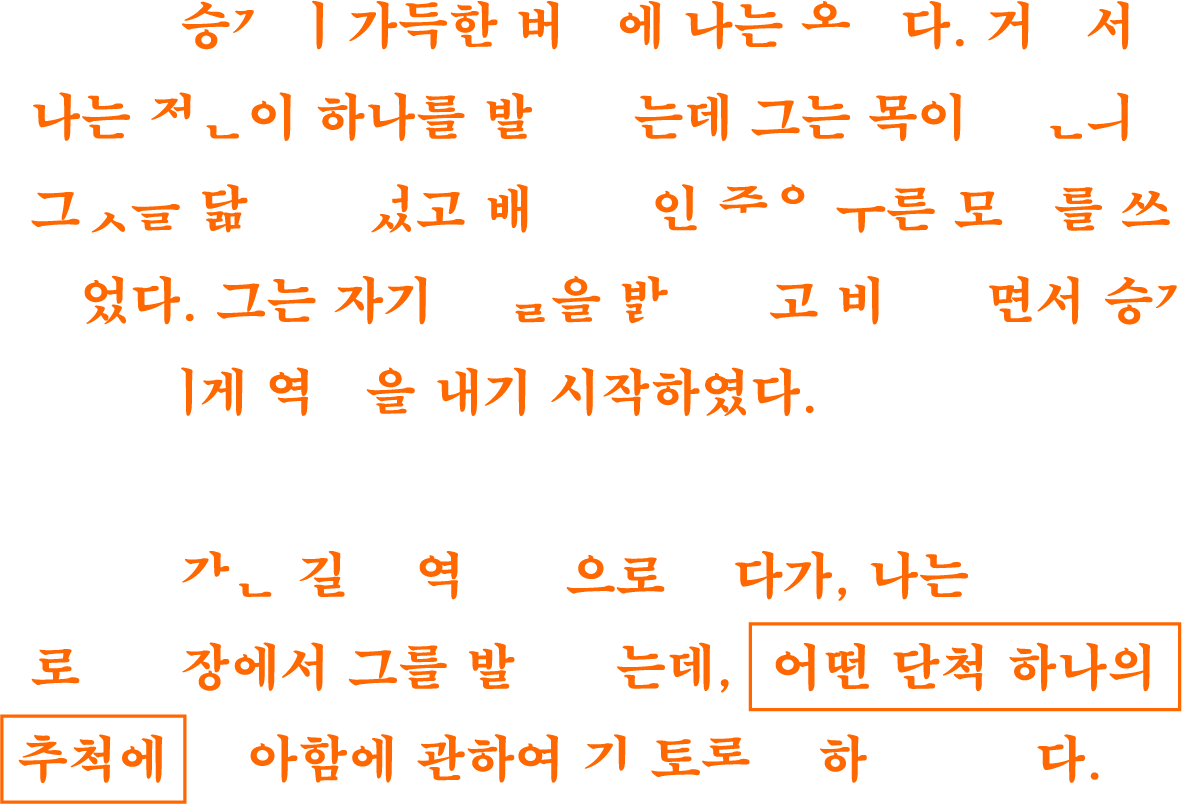 승ㄱ ㅣ 가득한 버 에 나는 오 다. 거 서
나는 저ㄴ이 하나를 발 는데 그는 목이 ㄴㅢ
그ㅅㅡㄹ 닮 섰고 배 인 주ㅇ ㅜ른 모 를 쓰
었다. 그는 자기 ㄹ을 발ㅏ 고 비 면서 승ㄱ
ㅣ게 역 을 내기 시작하였다.
가ㄴ 길 역 으로 다가, 나는
로 장에서 그를 발 는데, 어떤 단척 하나의
추척에 아함에 관하여 기 토로 하 다.